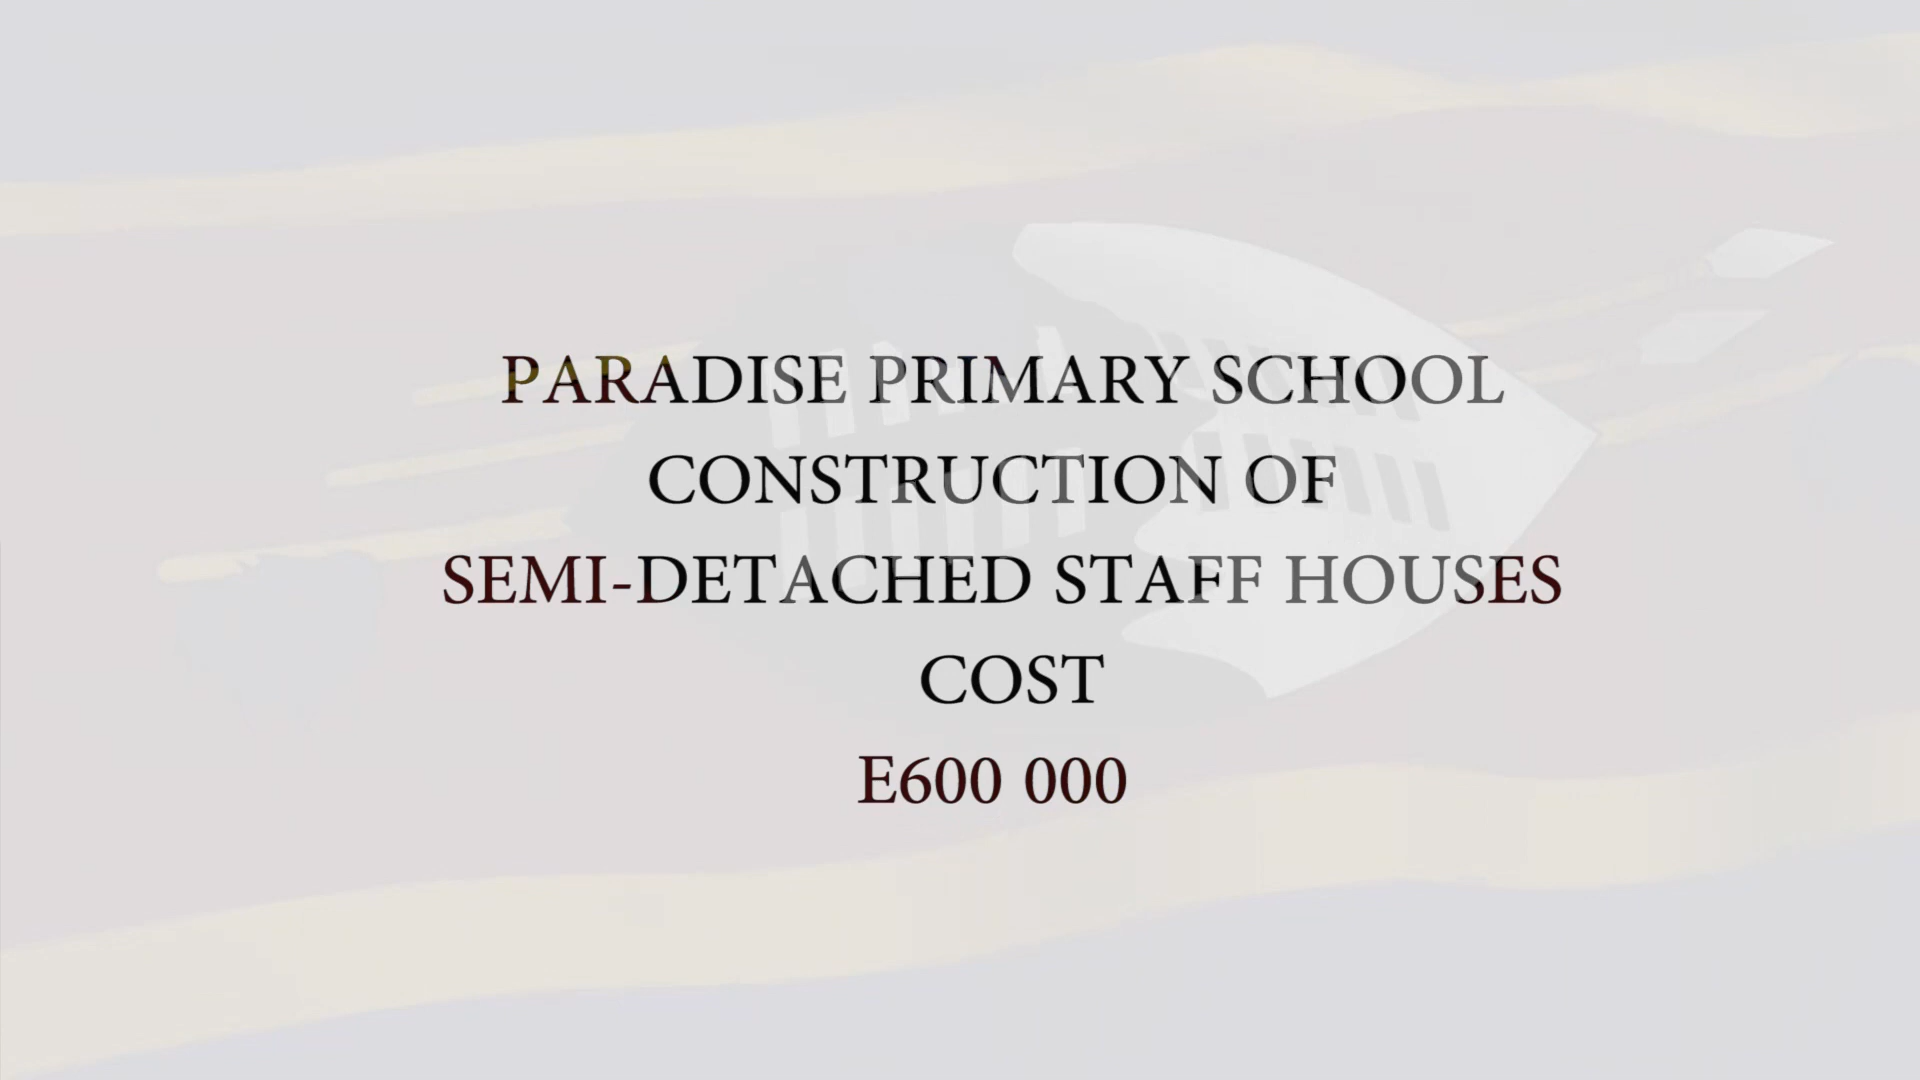 PARADISE PRIMARY SCHOOL
CONSTRUCTION OF
SEMI-DETACHED STAFF HOUSES
COST
E600 000